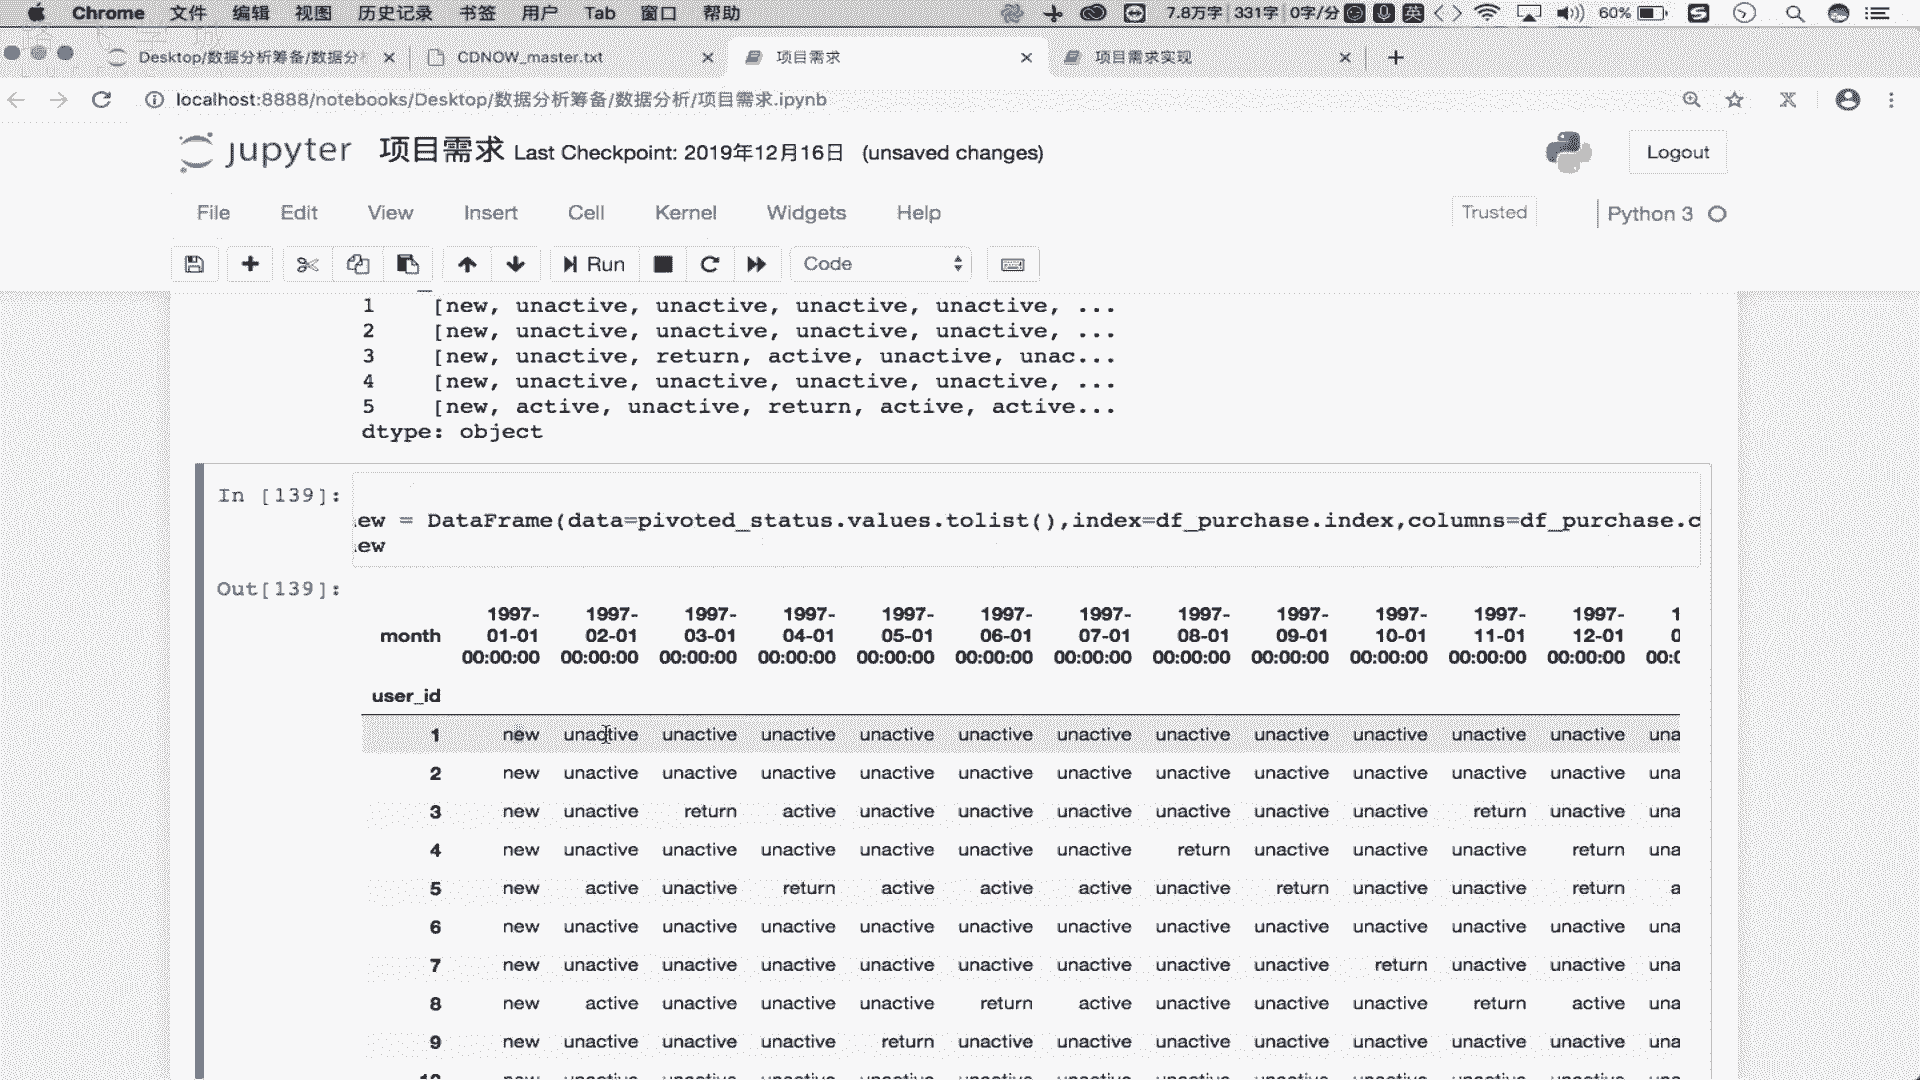 Chrome 文件 编辑 视图 历史记录 书签 用户 Tab 窗口 帮助 7.8万字 331字 0字/分 英 60%
Desktop/数据分析筹备/数据分析 CDNOW_master.txt 项目需求 项目需求实现
localhost:8888/notebooks/Desktop/数据分析筹备/数据分析/项目需求.ipynb
jupyter 项目需求 Last Checkpoint: 2019年12月16日 (unsaved changes) Logout
File Edit View Insert Cell Kernel Widgets Help Trusted Python 3
Run Code
1 [new, unactive, unactive, unactive, unactive, ...
2 [new, unactive, unactive, unactive, unactive, ...
3 [new, unactive, return, active, unactive, unac...
4 [new, unactive, unactive, unactive, unactive, ...
5 [new, active, unactive, return, active, active...
dtype: object
In [139]:
ew = DataFrame(data=pivoted_status.values.tolist(),index=df_purchase.index,columns=df_purchase.c
ew
Out[139]:
month 1997-01-01 00:00:00 1997-02-01 00:00:00 1997-03-01 00:00:00 1997-04-01 00:00:00 1997-05-01 00:00:00 1997-06-01 00:00:00 1997-07-01 00:00:00 1997-08-01 00:00:00 1997-09-01 00:00:00 1997-10-01 00:00:00 1997-11-01 00:00:00 1997-12-01 00:00:00 1 0 00:0
user_id
1 new unactive unactive unactive unactive unactive unactive unactive unactive unactive unactive unactive una
2 new unactive unactive unactive unactive unactive unactive unactive unactive unactive unactive unactive una
3 new unactive return active unactive unactive unactive unactive unactive unactive return unactive una
4 new unactive unactive unactive unactive unactive unactive return unactive unactive unactive return una
5 new active unactive return active active active unactive return unactive unactive return a
6 new unactive unactive unactive unactive unactive unactive unactive unactive unactive unactive unactive una
7 new unactive unactive unactive unactive unactive unactive unactive unactive return unactive unactive una
8 new active unactive unactive unactive return active unactive unactive unactive return active una
9 new unactive unactive unactive return unactive unactive unactive unactive unactive unactive unactive una